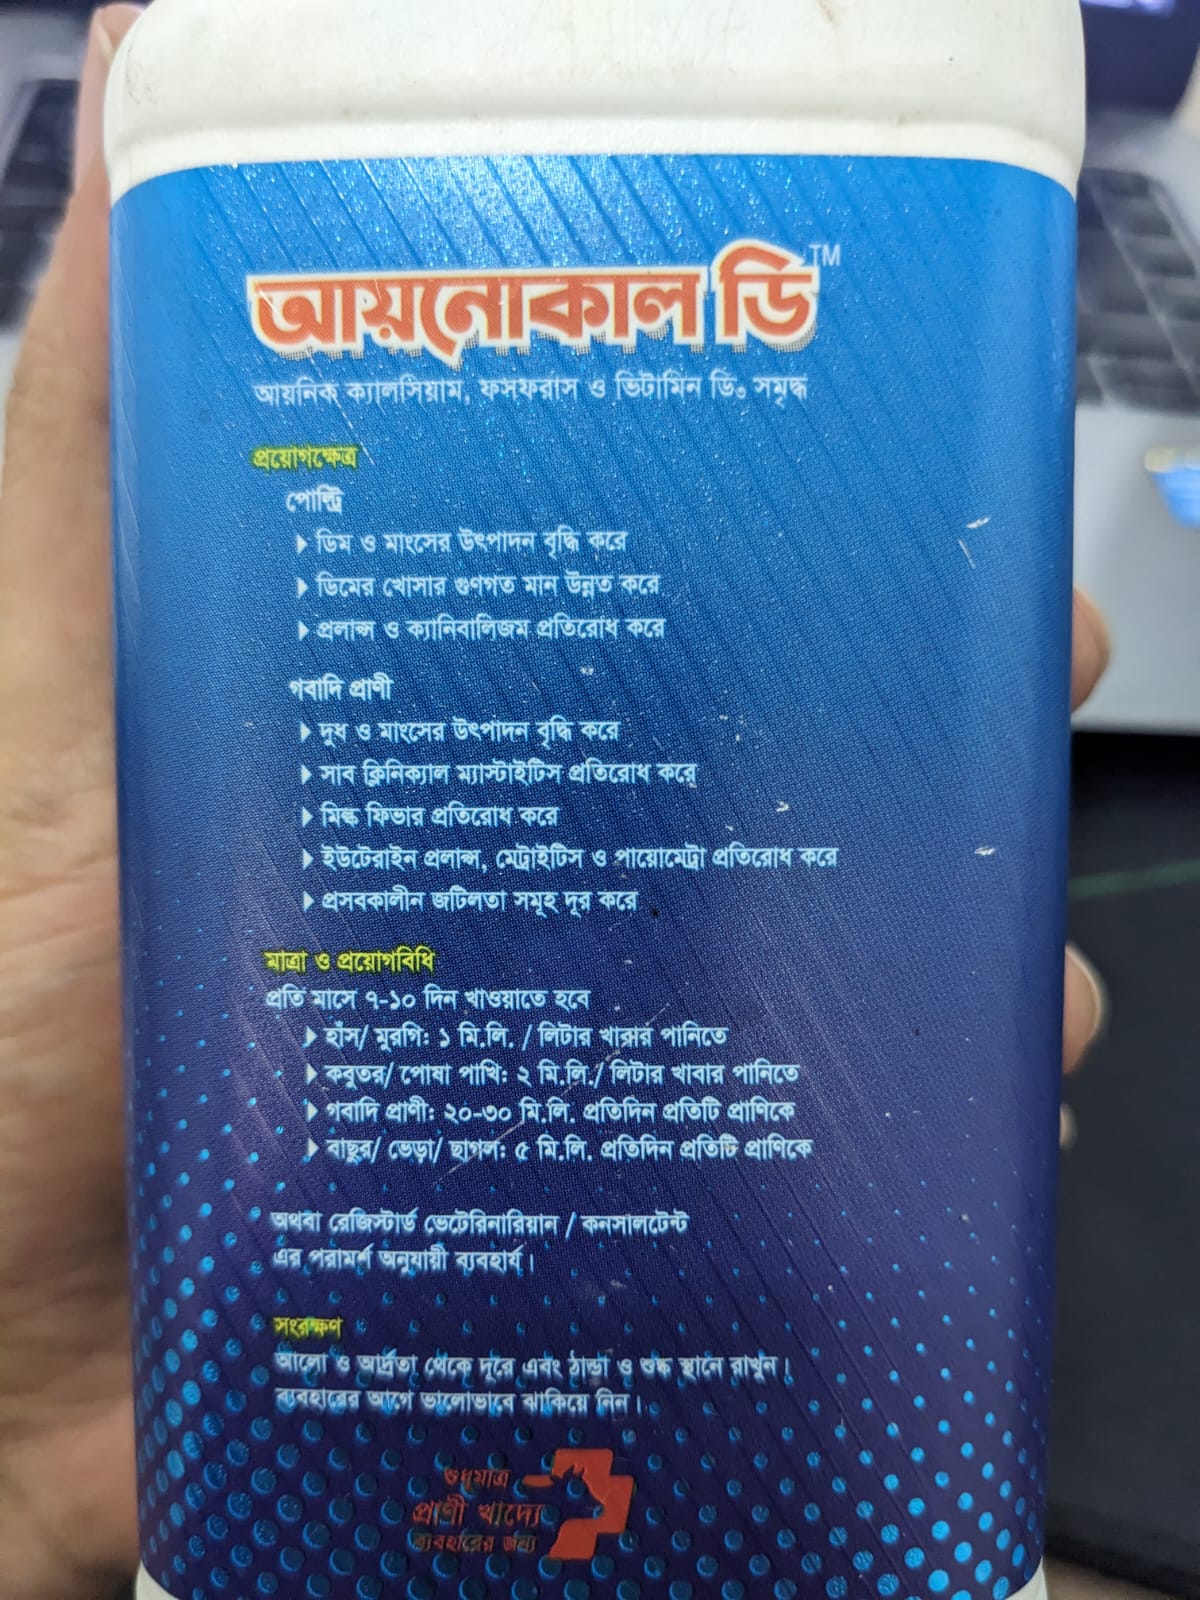 আয়নোকাল ডি™
আয়নিক ক্যালসিয়াম, ফসফরাস ও ভিটামিন ডি৩ সমৃদ্ধ
প্রয়োগক্ষেত্র
পোল্ট্রি
ডিম ও মাংসের উৎপাদন বৃদ্ধি করে
ডিমের খোসার গুণগত মান উন্নত করে
প্রলাপ্স ও ক্যানিবালিজম প্রতিরোধ করে
গবাদি প্রাণী
দুধ ও মাংসের উৎপাদন বৃদ্ধি করে
সাব ক্লিনিক্যাল ম্যাস্টাইটিস প্রতিরোধ করে
মিল্ক ফিভার প্রতিরোধ করে
ইউটেরাইন প্রলাপ্স, মেট্রাইটিস ও পায়োমেট্রা প্রতিরোধ করে
প্রসবকালীন জটিলতা সমূহ দূর করে
মাত্রা ও প্রয়োগবিধি
প্রতি মাসে ৭-১০ দিন খাওয়াতে হবে
হাঁস/ মুরগি: ১ মি.লি. / লিটার খাবার পানিতে
কবুতর/ পোষা পাখি: ২ মি.লি./ লিটার খাবার পানিতে
গবাদি প্রাণী: ২০-৩০ মি.লি. প্রতিদিন প্রতিটি প্রাণিকে
বাছুর/ ভেড়া/ ছাগল: ৫ মি.লি. প্রতিদিন প্রতিটি প্রাণিকে
অথবা রেজিস্টার্ড ভেটেরিনারিয়ান / কনসালটেন্ট
এর পরামর্শ অনুযায়ী ব্যবহার্য।
সংরক্ষণ
আলো ও আর্দ্রতা থেকে দূরে এবং ঠান্ডা ও শুষ্ক স্থানে রাখুন।
ব্যবহারের আগে ভালোভাবে ঝাকিয়ে নিন।
শুধুমাত্র
প্রাণী খাদ্যে
ব্যবহারের জন্য